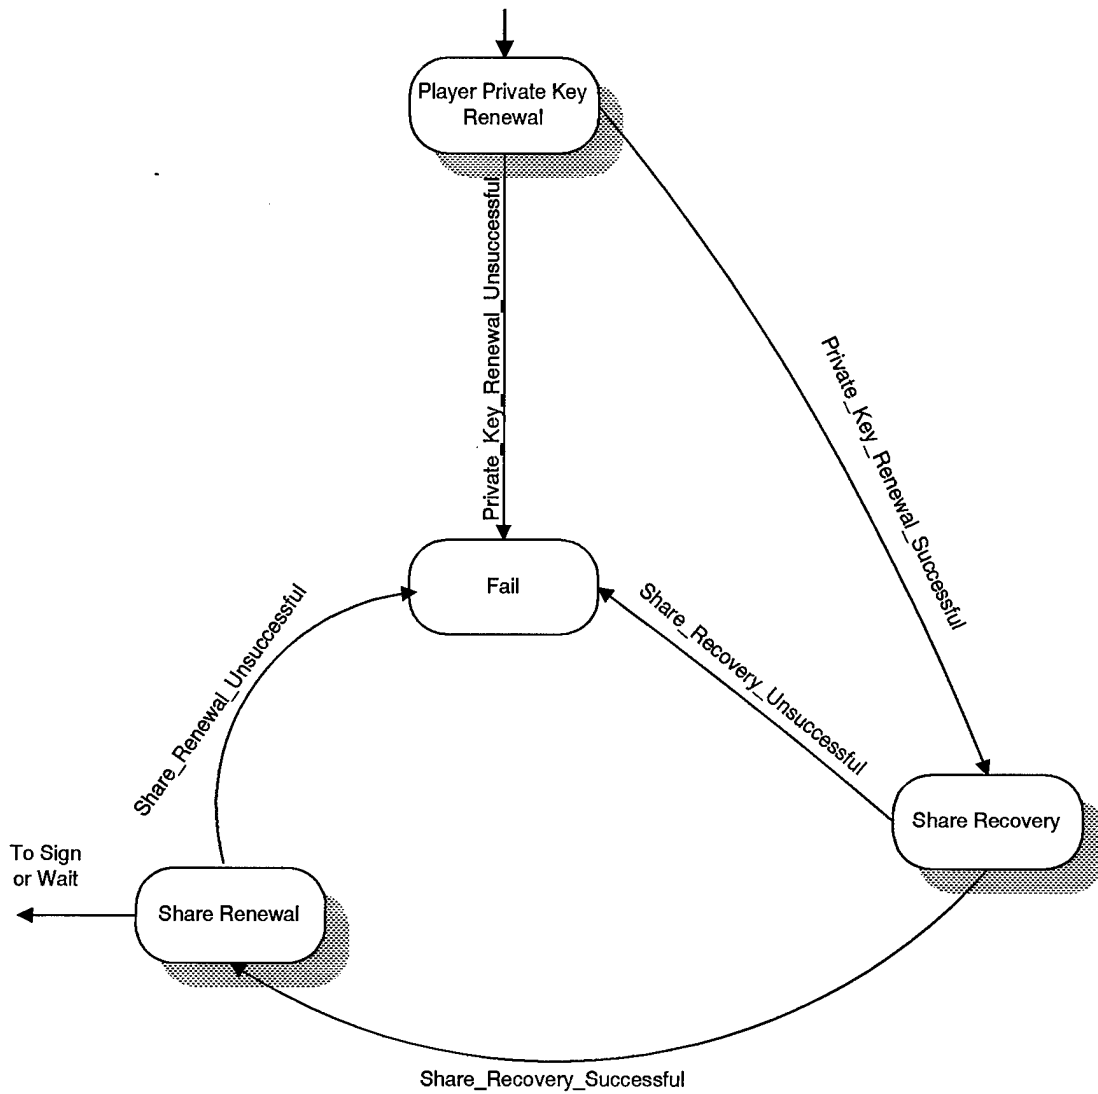 Player Private Key
Renewal
Private_Key_Renewal_Unsuccessful
Private_Key_Renewal_Successful
Fail
Share_Renewal_Unsuccessful
Share_Recovery_Unsuccessful
Share Recovery
To Sign
or Wait
Share Renewal
Share_Recovery_Successful